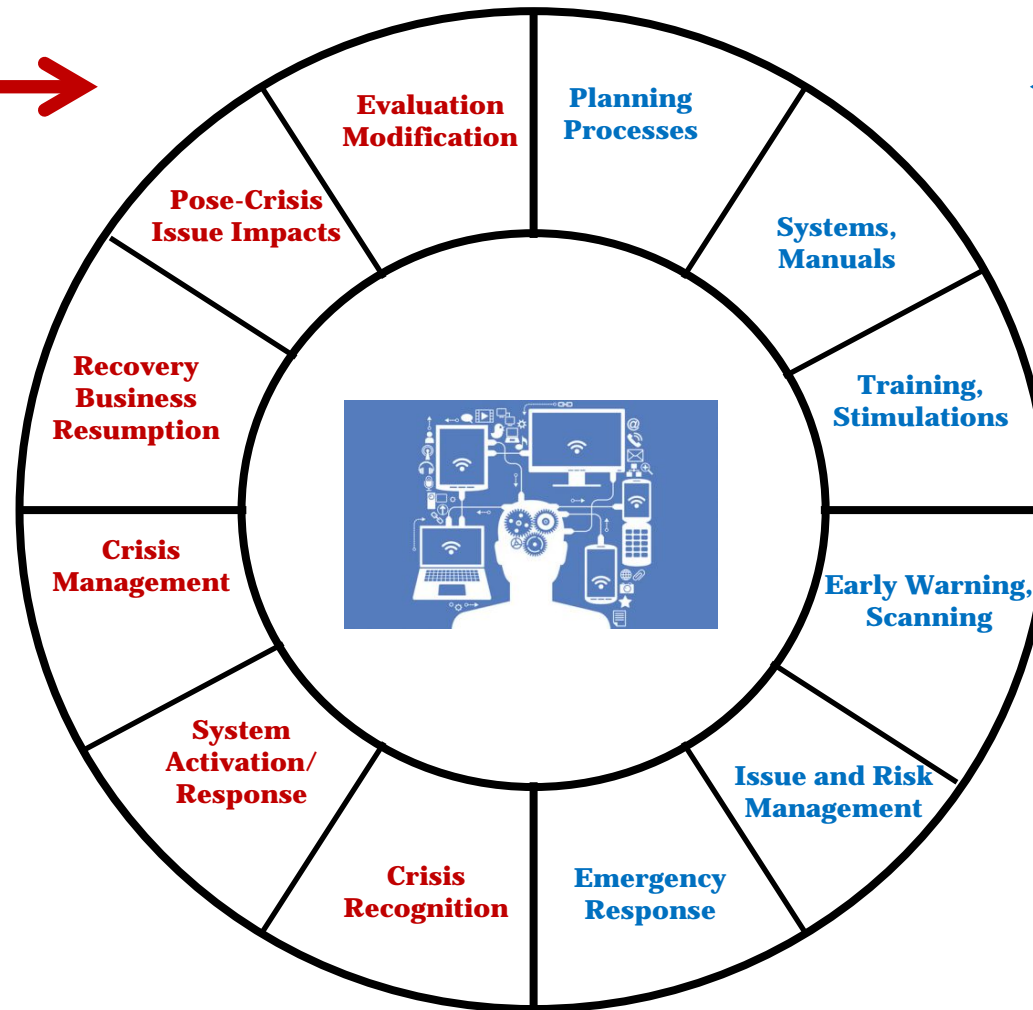 Evaluation
Modification
Planning
Processes
Pose-Crisis
Issue Impacts
Systems,
Manuals
Recovery
Business
Resumption
Training,
Stimulations
@
Crisis
Management
Early Warning,
Scanning
System
Activation/
Response
Issue and Risk
Management
Crisis
Recognition
Emergency
Response